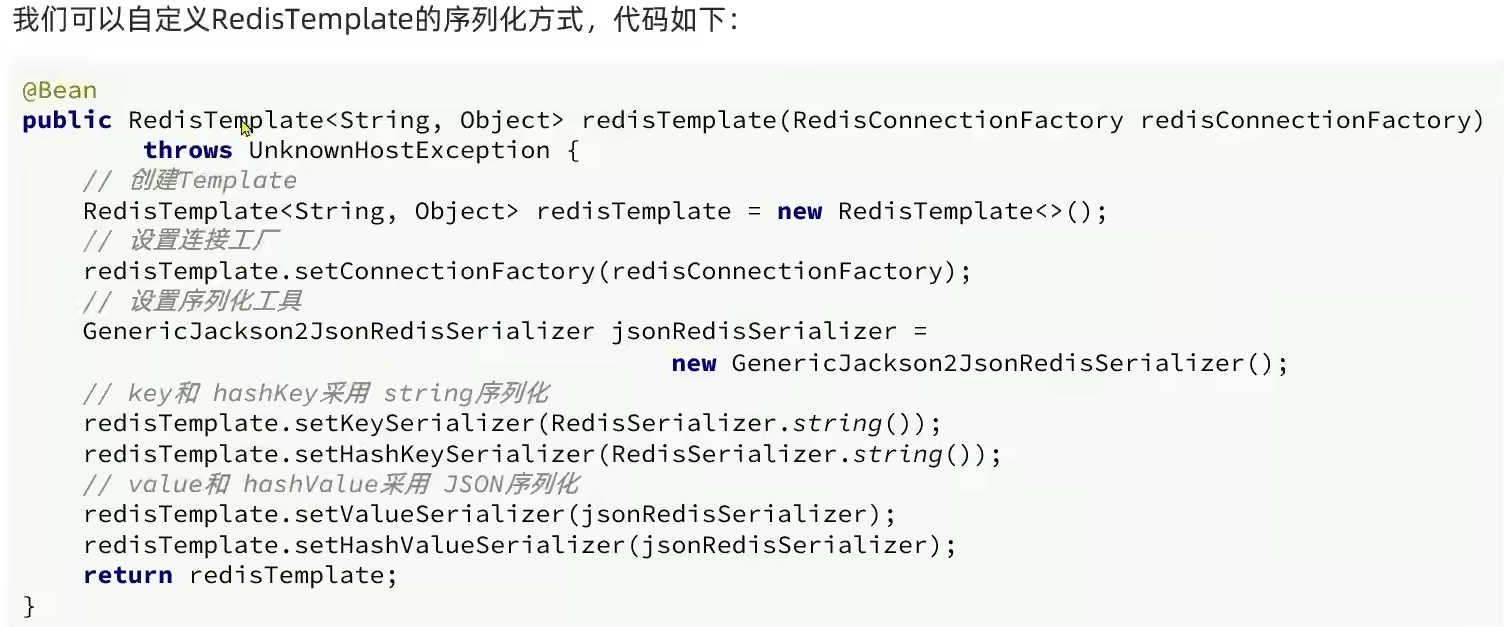 我们可以自定义RedisTemplate的序列化方式，代码如下：
@Bean
public RedisTemplate<String, Object> redisTemplate(RedisConnectionFactory redisConnectionFactory)
        throws UnknownHostException {
    // 创建Template
    RedisTemplate<String, Object> redisTemplate = new RedisTemplate<>();
    // 设置连接工厂
    redisTemplate.setConnectionFactory(redisConnectionFactory);
    // 设置序列化工具
    GenericJackson2JsonRedisSerializer jsonRedisSerializer =
                                        new GenericJackson2JsonRedisSerializer();
    // key和 hashKey采用 string序列化
    redisTemplate.setKeySerializer(RedisSerializer.string());
    redisTemplate.setHashKeySerializer(RedisSerializer.string());
    // value和 hashValue采用 JSON序列化
    redisTemplate.setValueSerializer(jsonRedisSerializer);
    redisTemplate.setHashValueSerializer(jsonRedisSerializer);
    return redisTemplate;
}